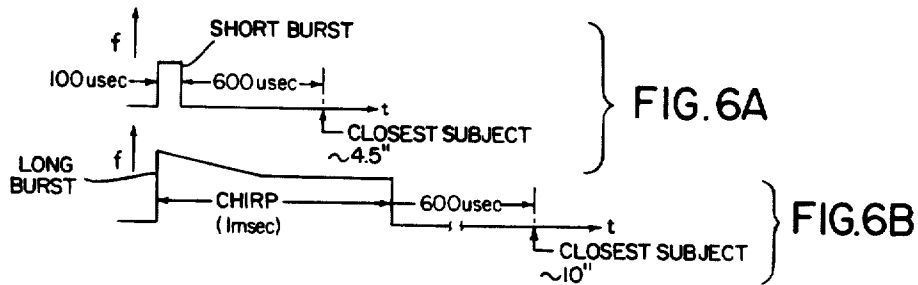 f
SHORT BURST
100usec
600usec
t
CLOSEST SUBJECT
~4.5"
FIG.6A
f
LONG
BURST
CHIRP
(1msec)
600usec
t
CLOSEST SUBJECT
~10"
FIG.6B